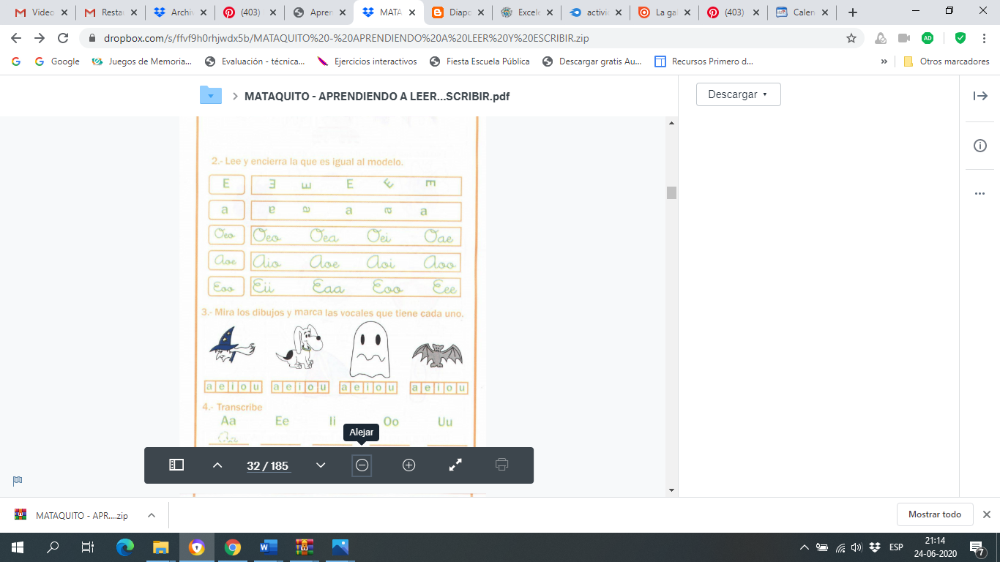 Video
Resta
(403)
Archiv
(403)
Apren
MATA
Diapo
Excele
activic
La gal
(403)
Calen
dropbox.com/s/ffvf9h0rhjwdx5b/MATAQUITO%20-%20APRENDIENDO%20A%20LEER%20Y%20ESCRIBIR.zip
AD
G Google Juegos de Memoria... Evaluación - técnica... Ejercicios interactivos Fiesta Escuela Pública Descargar gratis Au... Recursos Primero d... » Otros marcadores
MATAQUITO - APRENDIENDO A LEER...SCRIBIR.pdf
Descargar
2.- Lee y encierra la que es igual al modelo.
E E E E E E
a a a a a a
Oeo Oeo Oea Oei Oae
Aoe Aio Aoe Aoi Aoo
Eoo Eii Eaa Eoo Eee
3.- Mira los dibujos y marca las vocales que tiene cada uno.
a e i o u a e i o u a e i o u a e i o u
4.- Transcribe
Aa Ee Ii Oo Uu
Aa
Alejar
32 / 185
MATAQUITO - APR....zip
Mostrar todo
ESP
21:14
24-06-2020
7